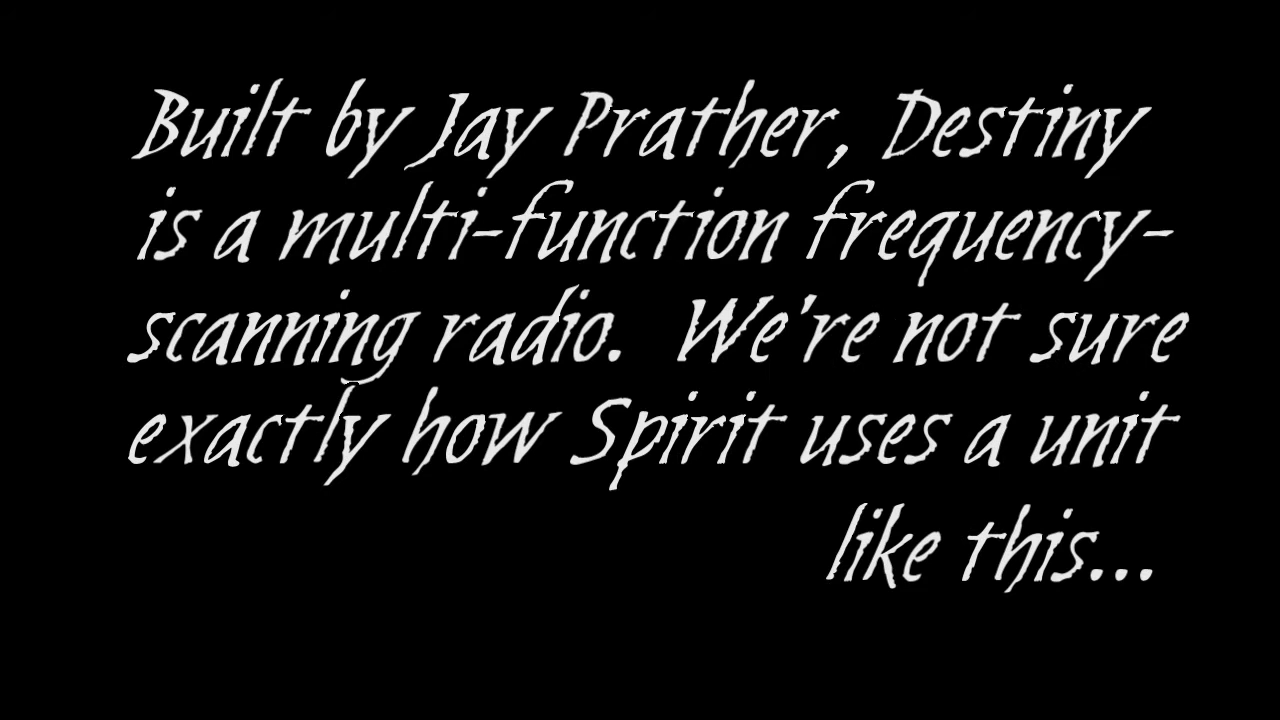 Built by Jay Prather, Destiny
is a multi-function frequency-
scanning radio. We're not sure
exactly how Spirit uses a unit
like this...